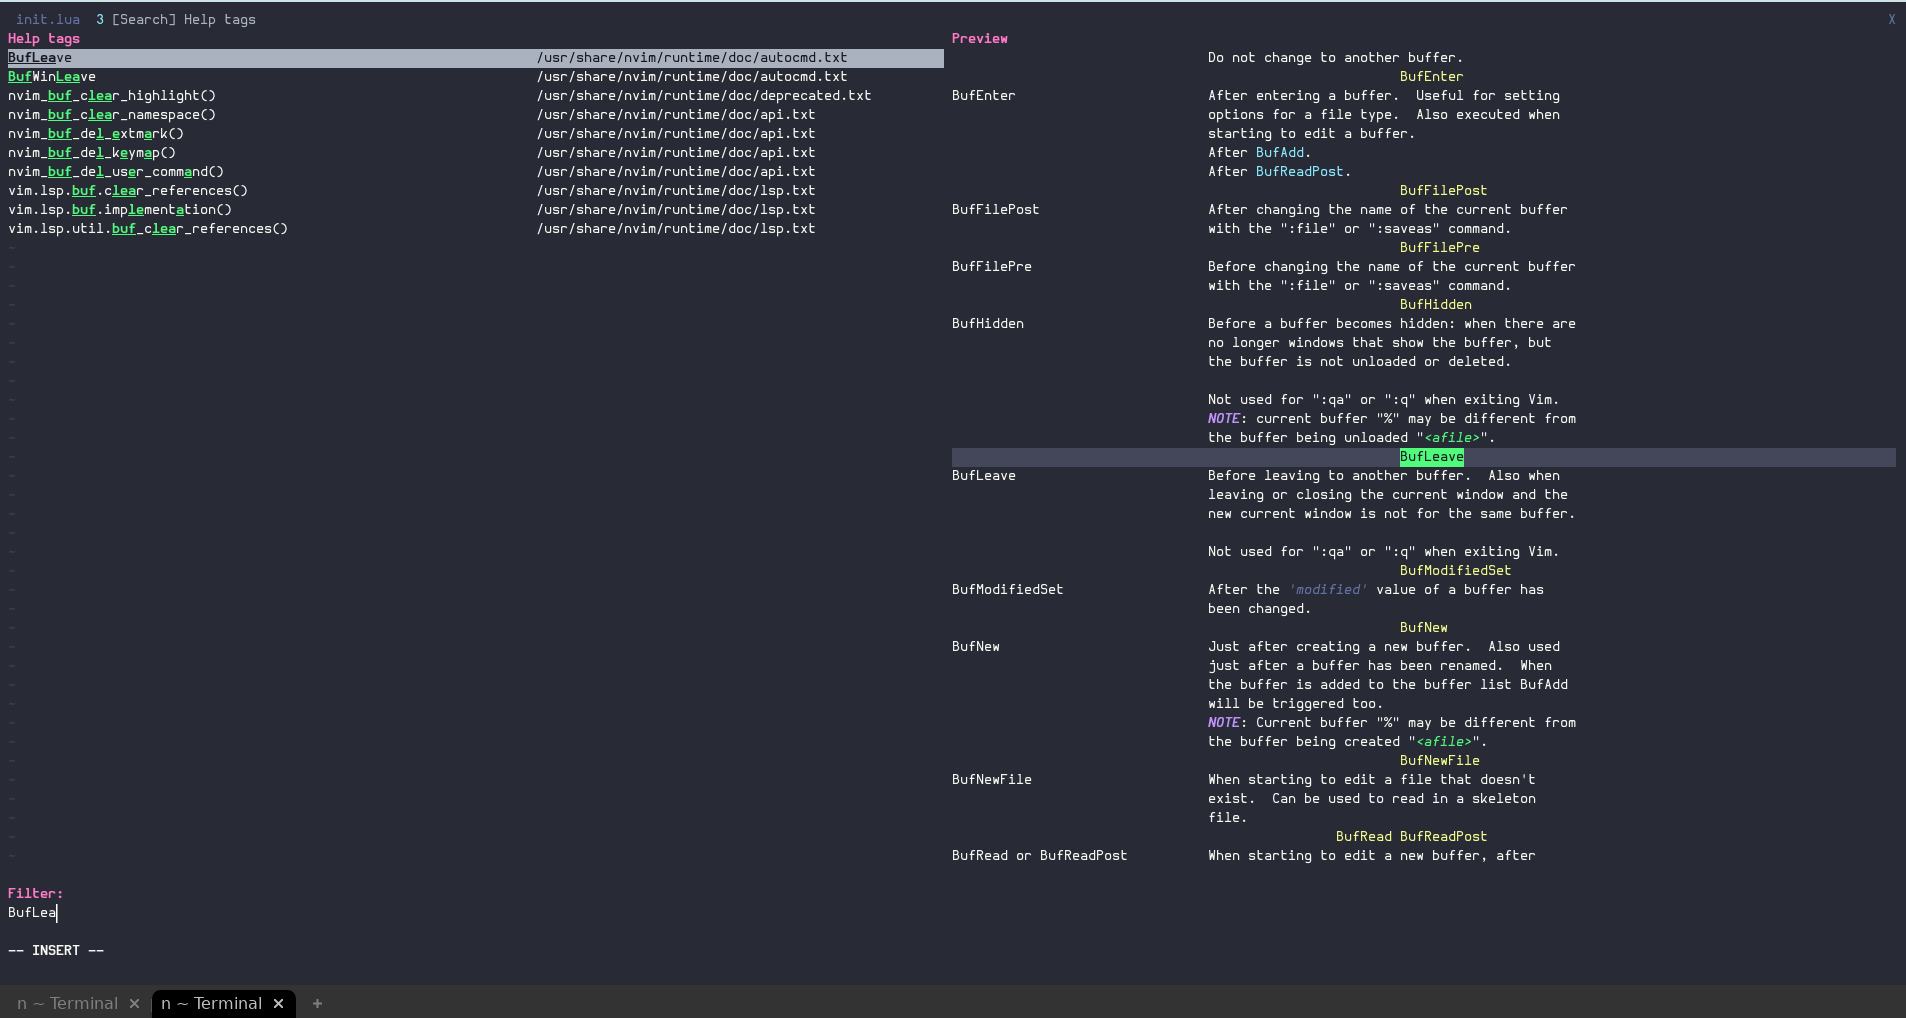 init.lua  3 [Search] Help tags X
Help tags
BufLeave /usr/share/nvim/runtime/doc/autocmd.txt
BufWinLeave /usr/share/nvim/runtime/doc/autocmd.txt
nvim_buf_clear_highlight() /usr/share/nvim/runtime/doc/deprecated.txt
nvim_buf_clear_namespace() /usr/share/nvim/runtime/doc/api.txt
nvim_buf_del_extmark() /usr/share/nvim/runtime/doc/api.txt
nvim_buf_del_keymap() /usr/share/nvim/runtime/doc/api.txt
nvim_buf_del_user_command() /usr/share/nvim/runtime/doc/api.txt
vim.lsp.buf.clear_references() /usr/share/nvim/runtime/doc/lsp.txt
vim.lsp.buf.implementation() /usr/share/nvim/runtime/doc/lsp.txt
vim.lsp.util.buf_clear_references() /usr/share/nvim/runtime/doc/lsp.txt
Preview
Do not change to another buffer.
BufEnter
BufEnter After entering a buffer.  Useful for setting
options for a file type.  Also executed when
starting to edit a buffer.
After BufAdd.
After BufReadPost.
BufFilePost
BufFilePost After changing the name of the current buffer
with the ":file" or ":saveas" command.
BufFilePre
BufFilePre Before changing the name of the current buffer
with the ":file" or ":saveas" command.
BufHidden
BufHidden Before a buffer becomes hidden: when there are
no longer windows that show the buffer, but
the buffer is not unloaded or deleted.
Not used for ":qa" or ":q" when exiting Vim.
NOTE: current buffer "%" may be different from
the buffer being unloaded "<afile>".
BufLeave
BufLeave Before leaving to another buffer.  Also when
leaving or closing the current window and the
new current window is not for the same buffer.
Not used for ":qa" or ":q" when exiting Vim.
BufModifiedSet
BufModifiedSet After the 'modified' value of a buffer has
been changed.
BufNew
BufNew Just after creating a new buffer.  Also used
just after a buffer has been renamed.  When
the buffer is added to the buffer list BufAdd
will be triggered too.
NOTE: Current buffer "%" may be different from
the buffer being created "<afile>".
BufNewFile
BufNewFile When starting to edit a file that doesn't
exist.  Can be used to read in a skeleton
file.
BufRead BufReadPost
BufRead or BufReadPost When starting to edit a new buffer, after
Filter:
BufLea
-- INSERT --
n ~ Terminal × n ~ Terminal × +